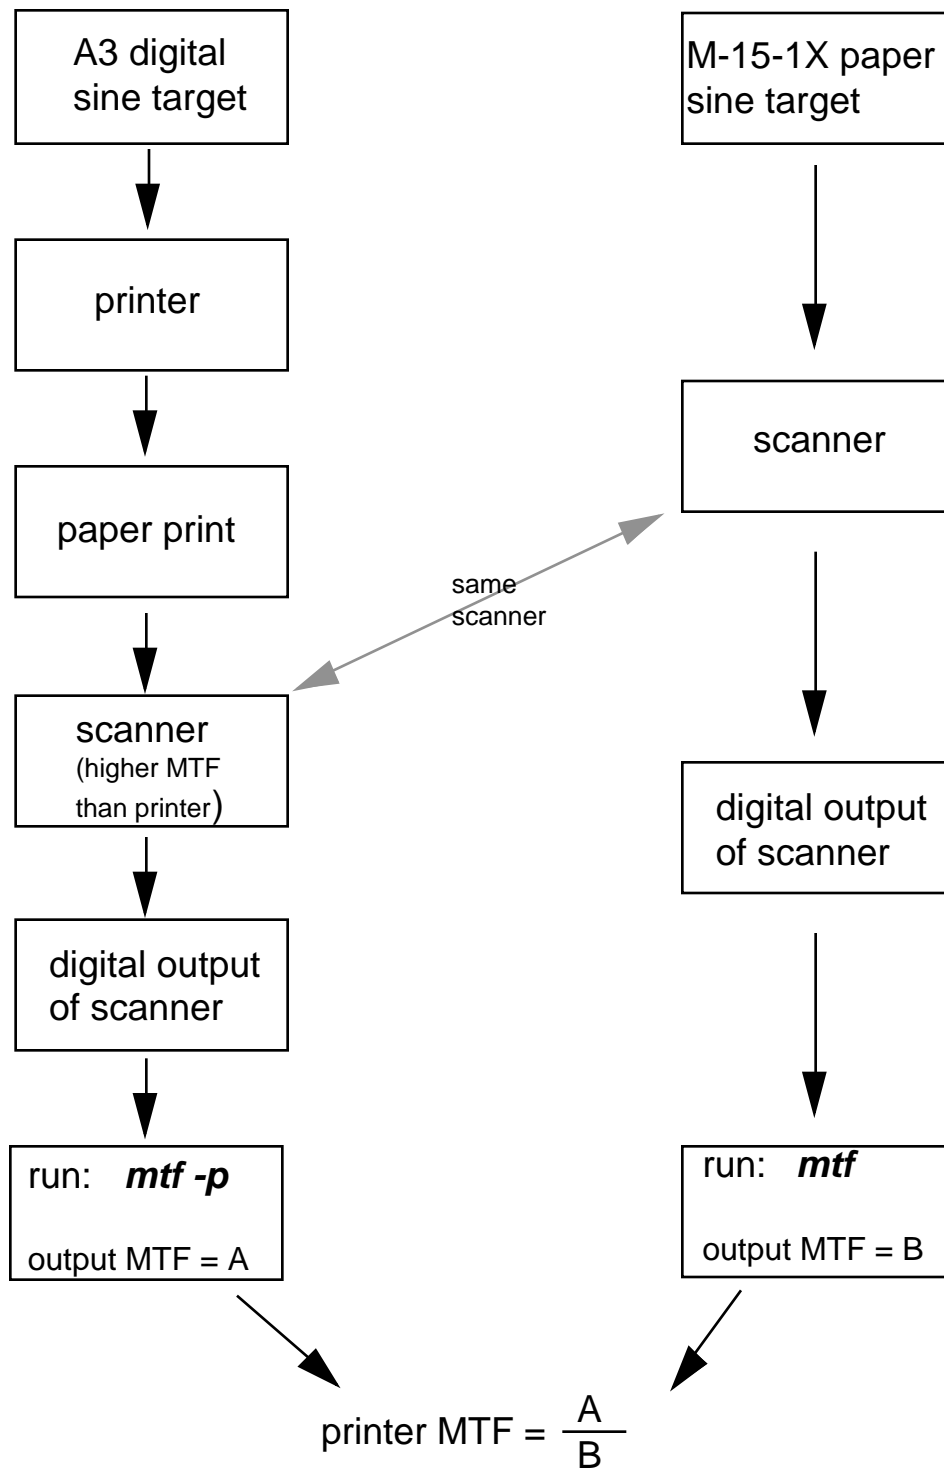 A3 digital
sine target
printer
paper print
scanner
(higher MTF
than printer)
digital output
of scanner
run: mtf -p
output MTF = A
M-15-1X paper
sine target
scanner
same
scanner
digital output
of scanner
run: mtf
output MTF = B
printer MTF = A
B